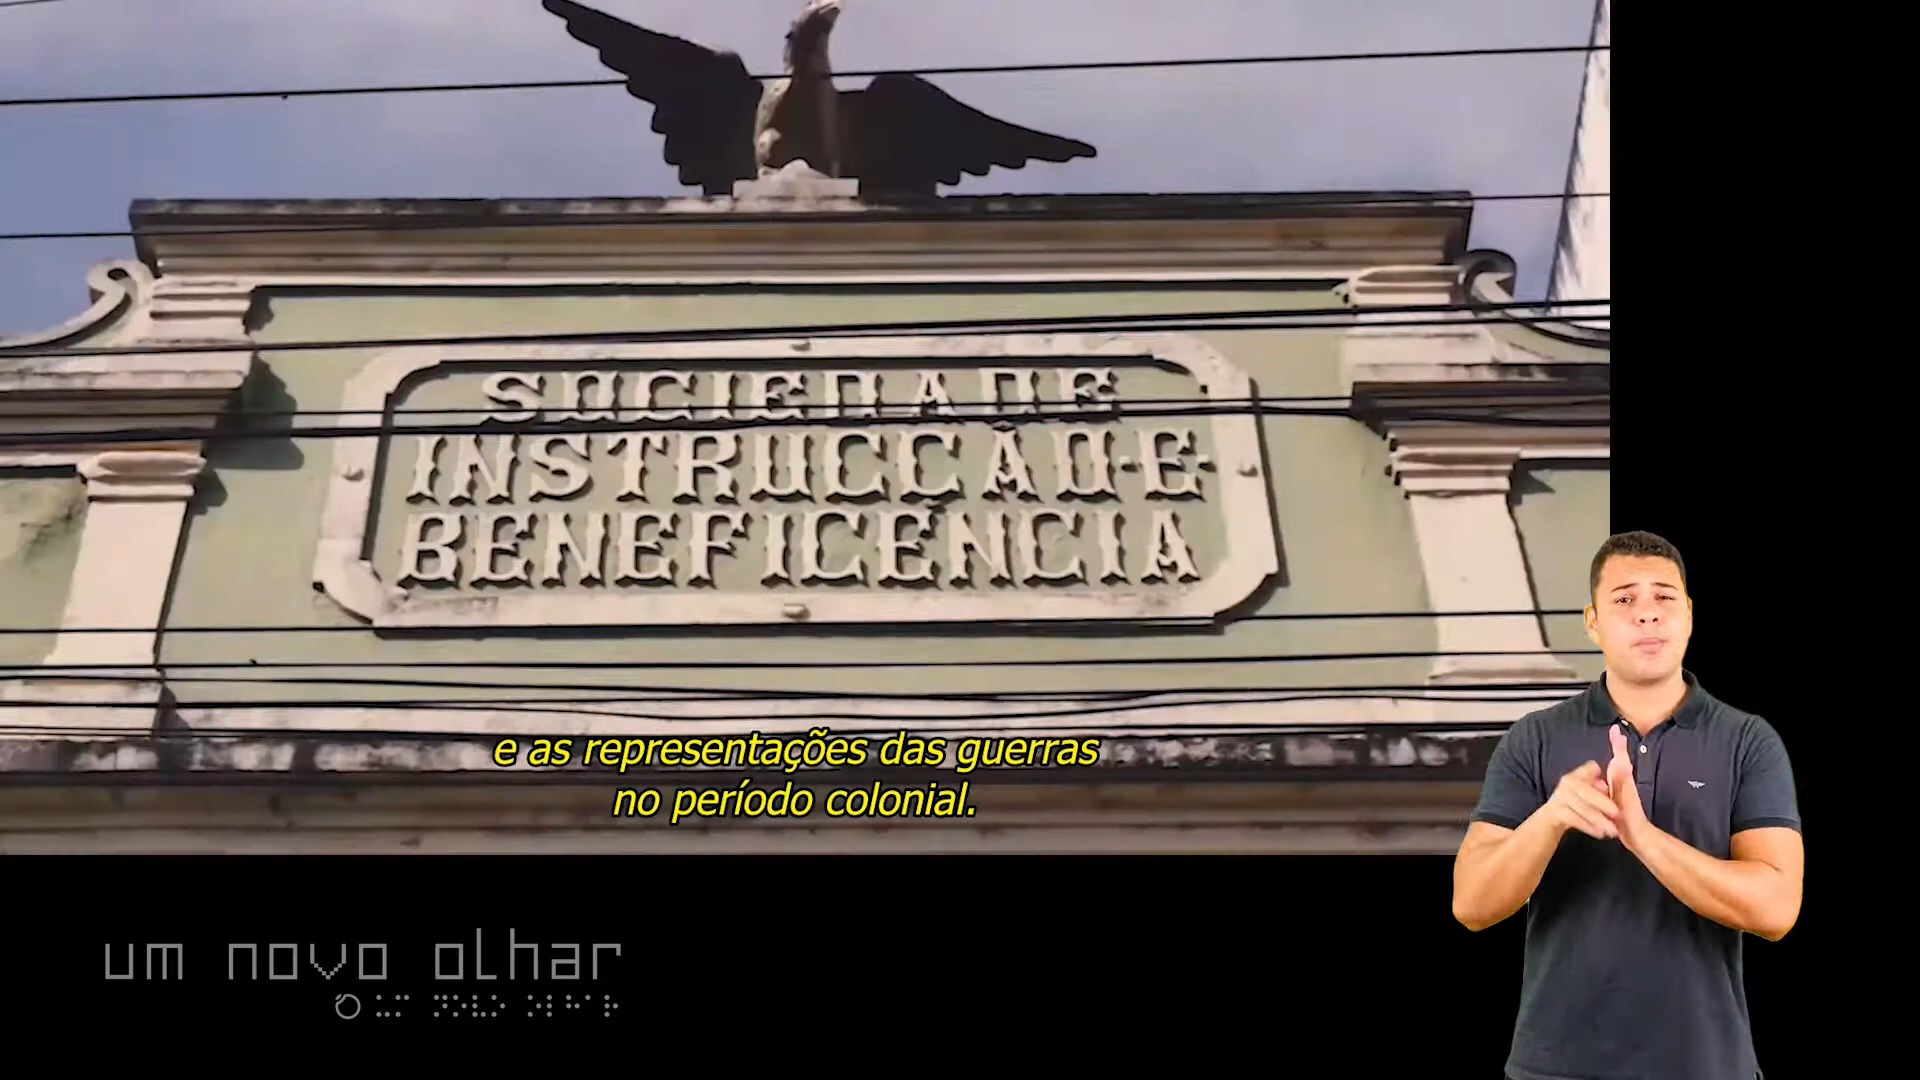 SOCIEDADE
INSTRUCÇÃO-E-
BENEFICENCIA
e as representações das guerras
no período colonial.
um novo olhar
⠥⠍ ⠝⠕⠧⠕ ⠕⠇⠓⠁⠗